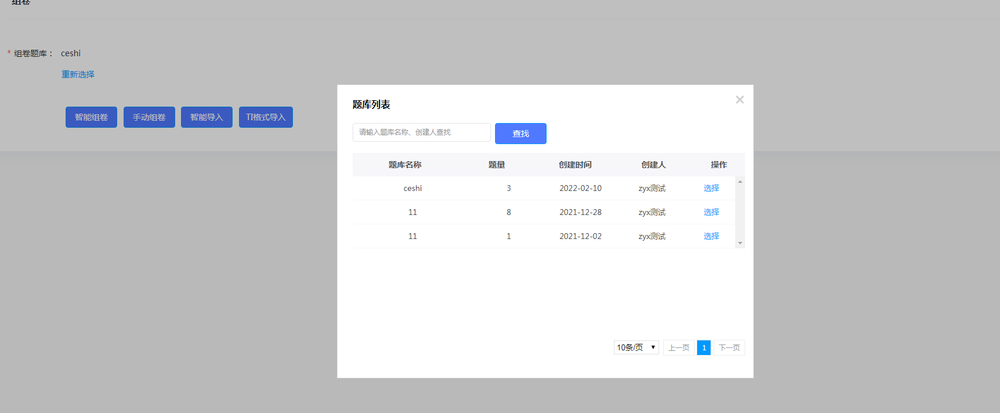 组卷
* 组卷题库： ceshi
重新选择
智能组卷 手动组卷 智能导入 TI格式导入
题库列表
请输入题库名称、创建人查找 查找
题库名称 题量 创建时间 创建人 操作
ceshi 3 2022-02-10 zyx测试 选择
11 8 2021-12-28 zyx测试 选择
11 1 2021-12-02 zyx测试 选择
10条/页 上一页 1 下一页